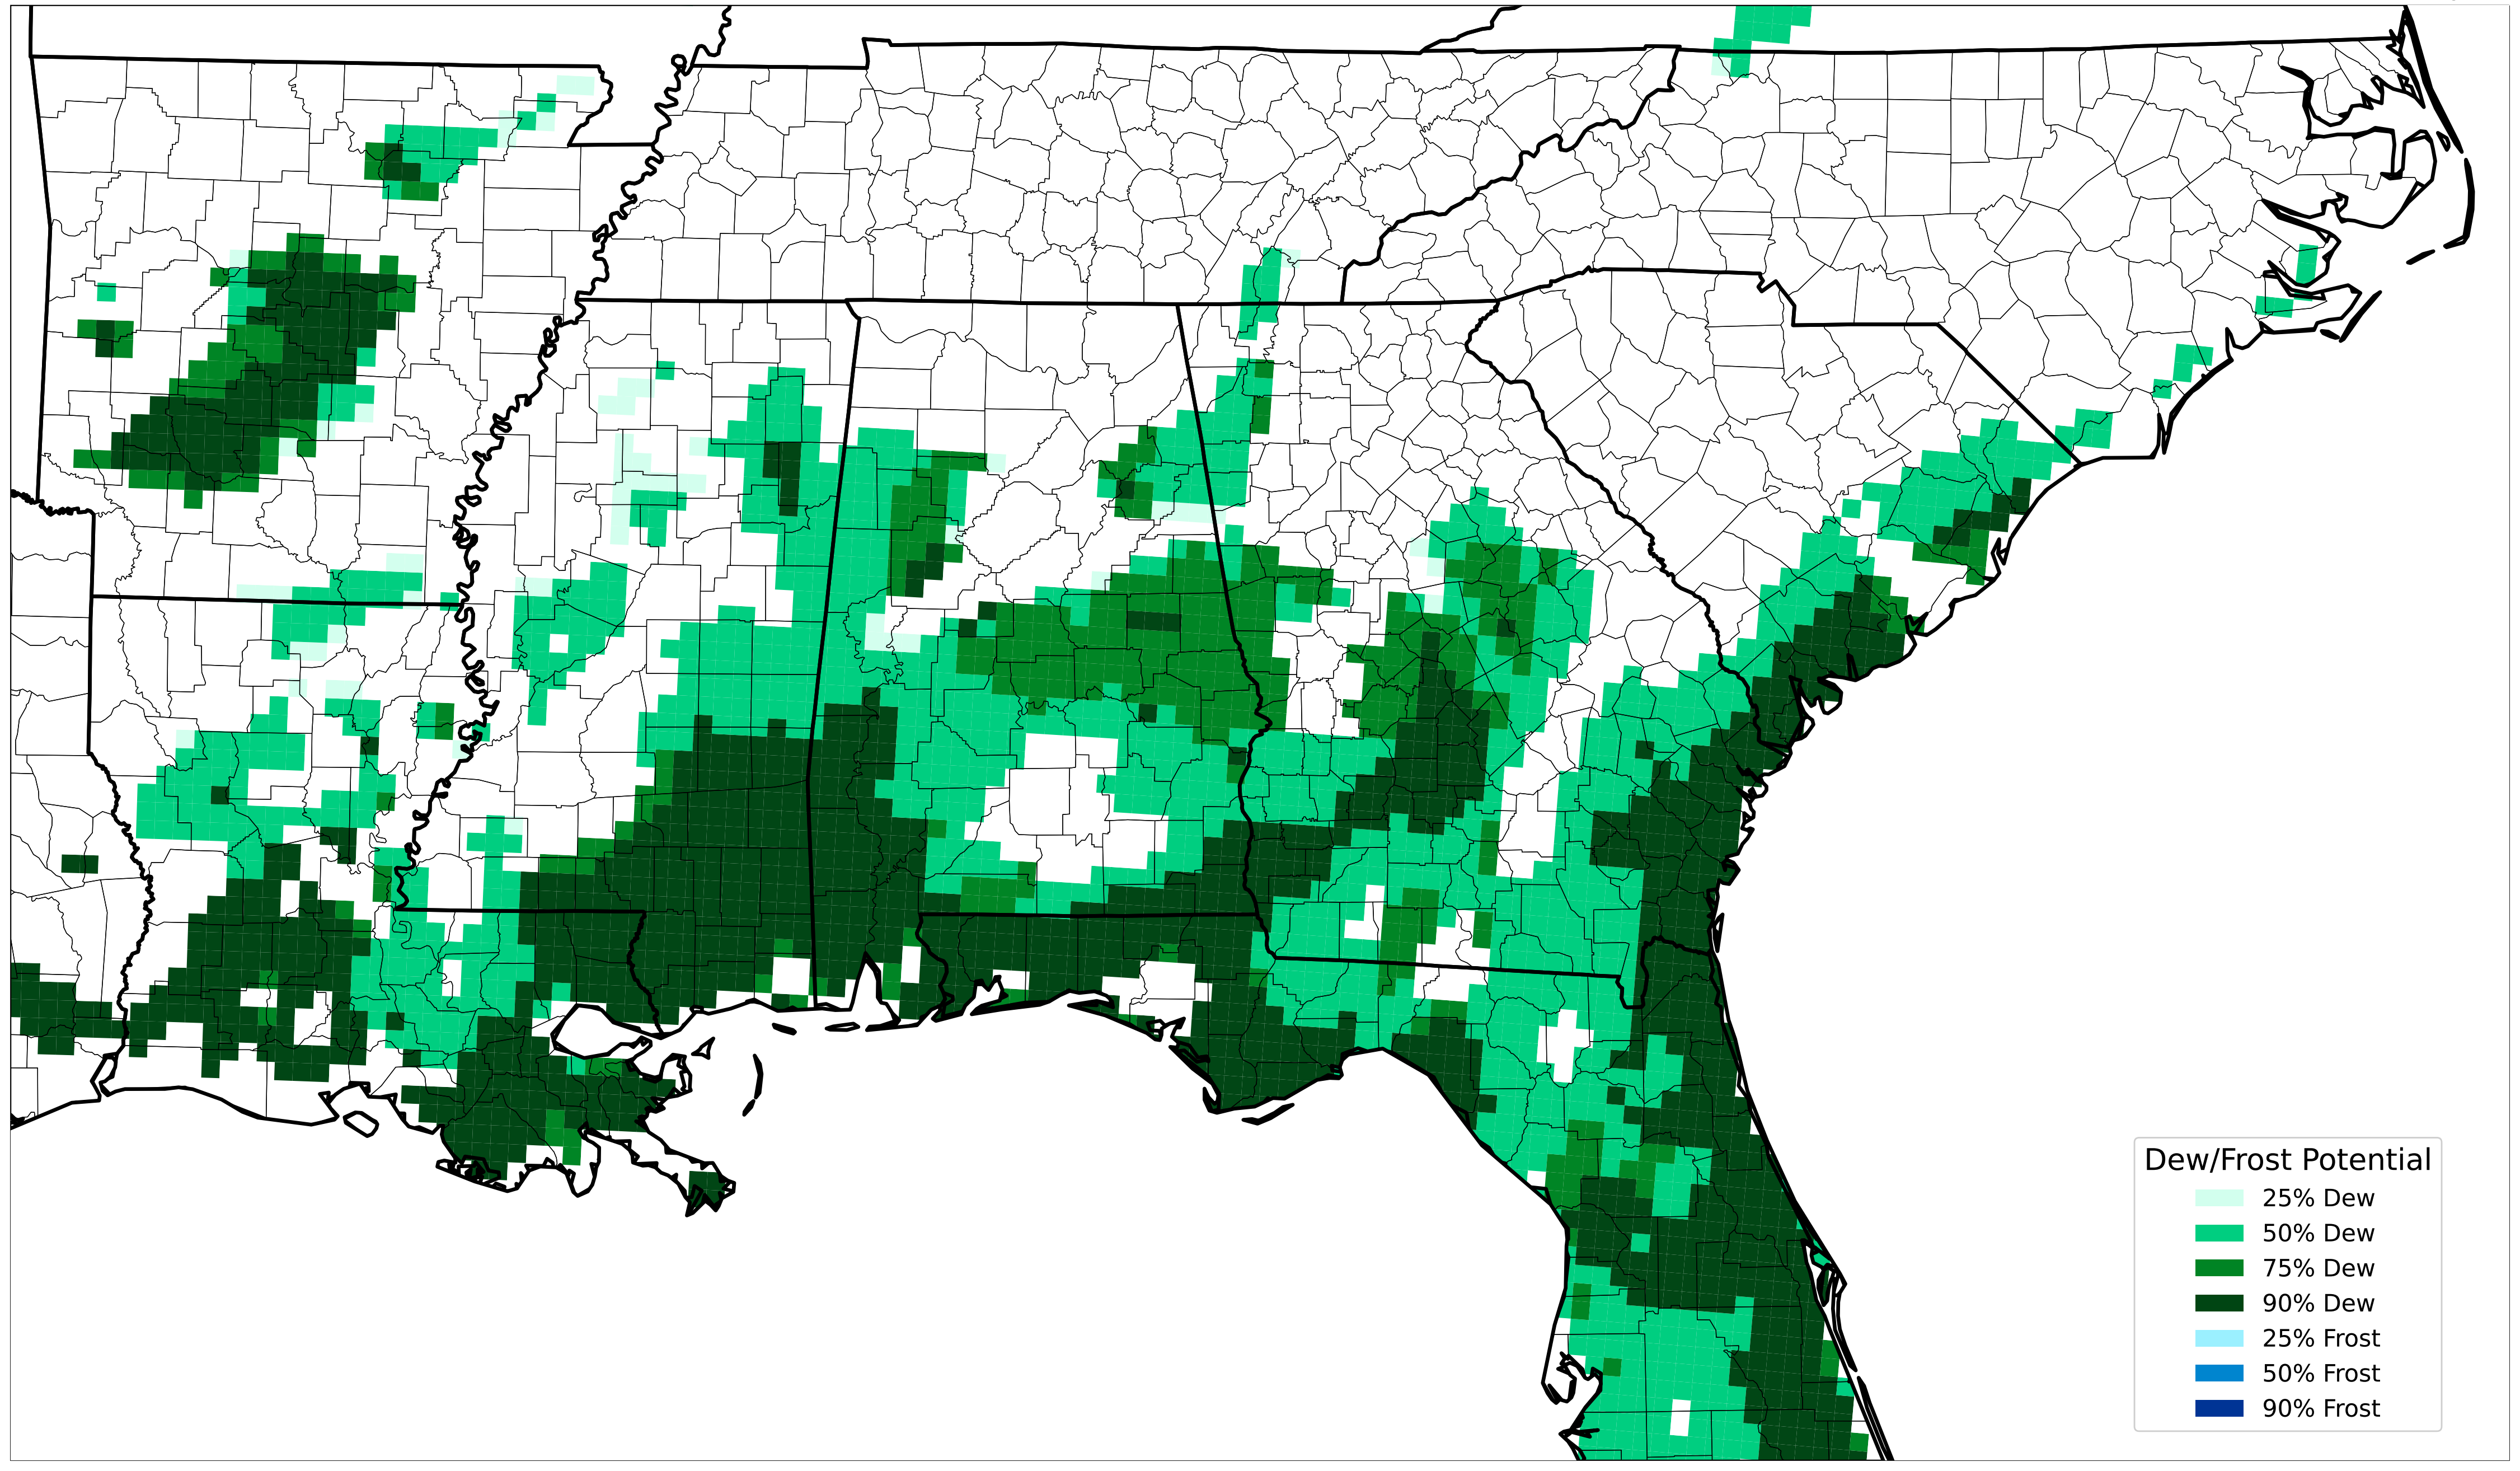 Dew/Frost Potential
25% Dew
50% Dew
75% Dew
90% Dew
25% Frost
50% Frost
90% Frost